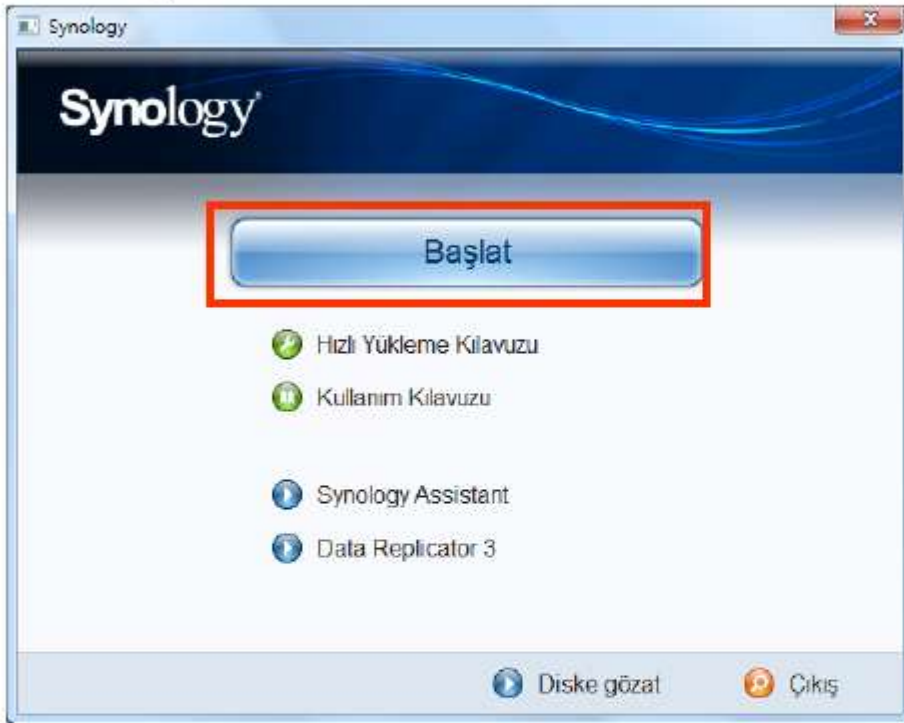 Synology
Synology
Başlat
Hızlı Yükleme Kılavuzu
Kullanım Kılavuzu
Synology Assistant
Data Replicator 3
Diske gözat
Çıkış